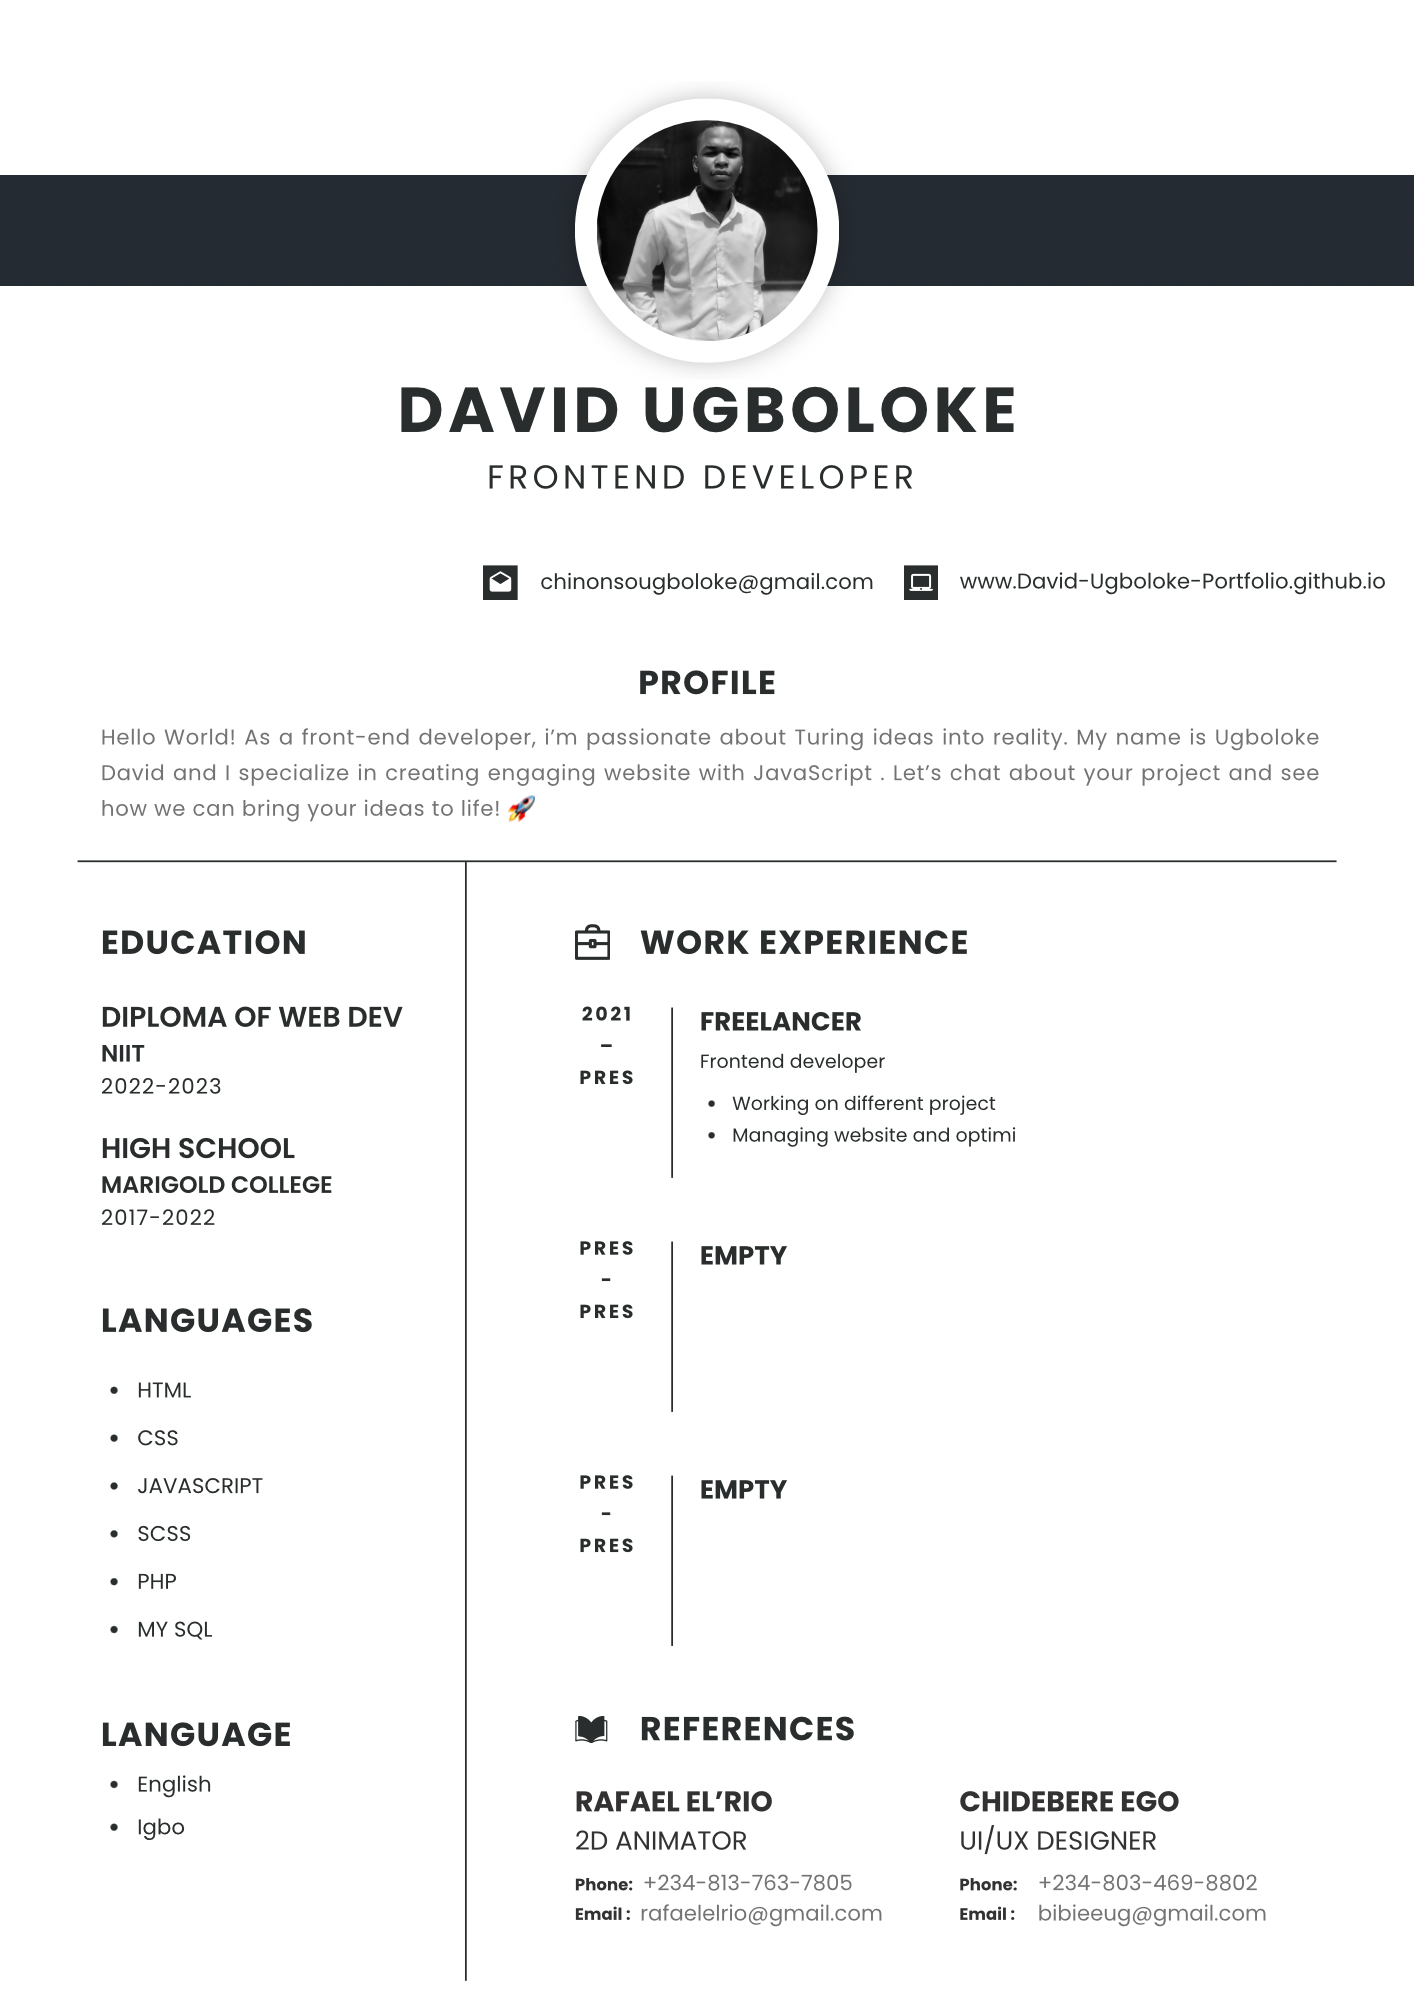 DAVID UGBOLOKE
FRONTEND DEVELOPER
chinonsougboloke@gmail.com
www.David-Ugboloke-Portfolio.github.io
PROFILE
Hello World! As a front-end developer, i’m passionate about Turing ideas into reality. My name is Ugboloke
David and I specialize in creating engaging website with JavaScript . Let’s chat about your project and see
how we can bring your ideas to life! 🚀
EDUCATION
DIPLOMA OF WEB DEV
NIIT
2022-2023
HIGH SCHOOL
MARIGOLD COLLEGE
2017-2022
LANGUAGES
• HTML
• CSS
• JAVASCRIPT
• SCSS
• PHP
• MY SQL
LANGUAGE
• English
• Igbo
WORK EXPERIENCE
2021
–
PRES
FREELANCER
Frontend developer
• Working on different project
• Managing website and optimi
PRES
-
PRES
EMPTY
PRES
-
PRES
EMPTY
REFERENCES
RAFAEL EL’RIO
2D ANIMATOR
Phone: +234-813-763-7805
Email : rafaelelrio@gmail.com
CHIDEBERE EGO
UI/UX DESIGNER
Phone: +234-803-469-8802
Email : bibieeug@gmail.com